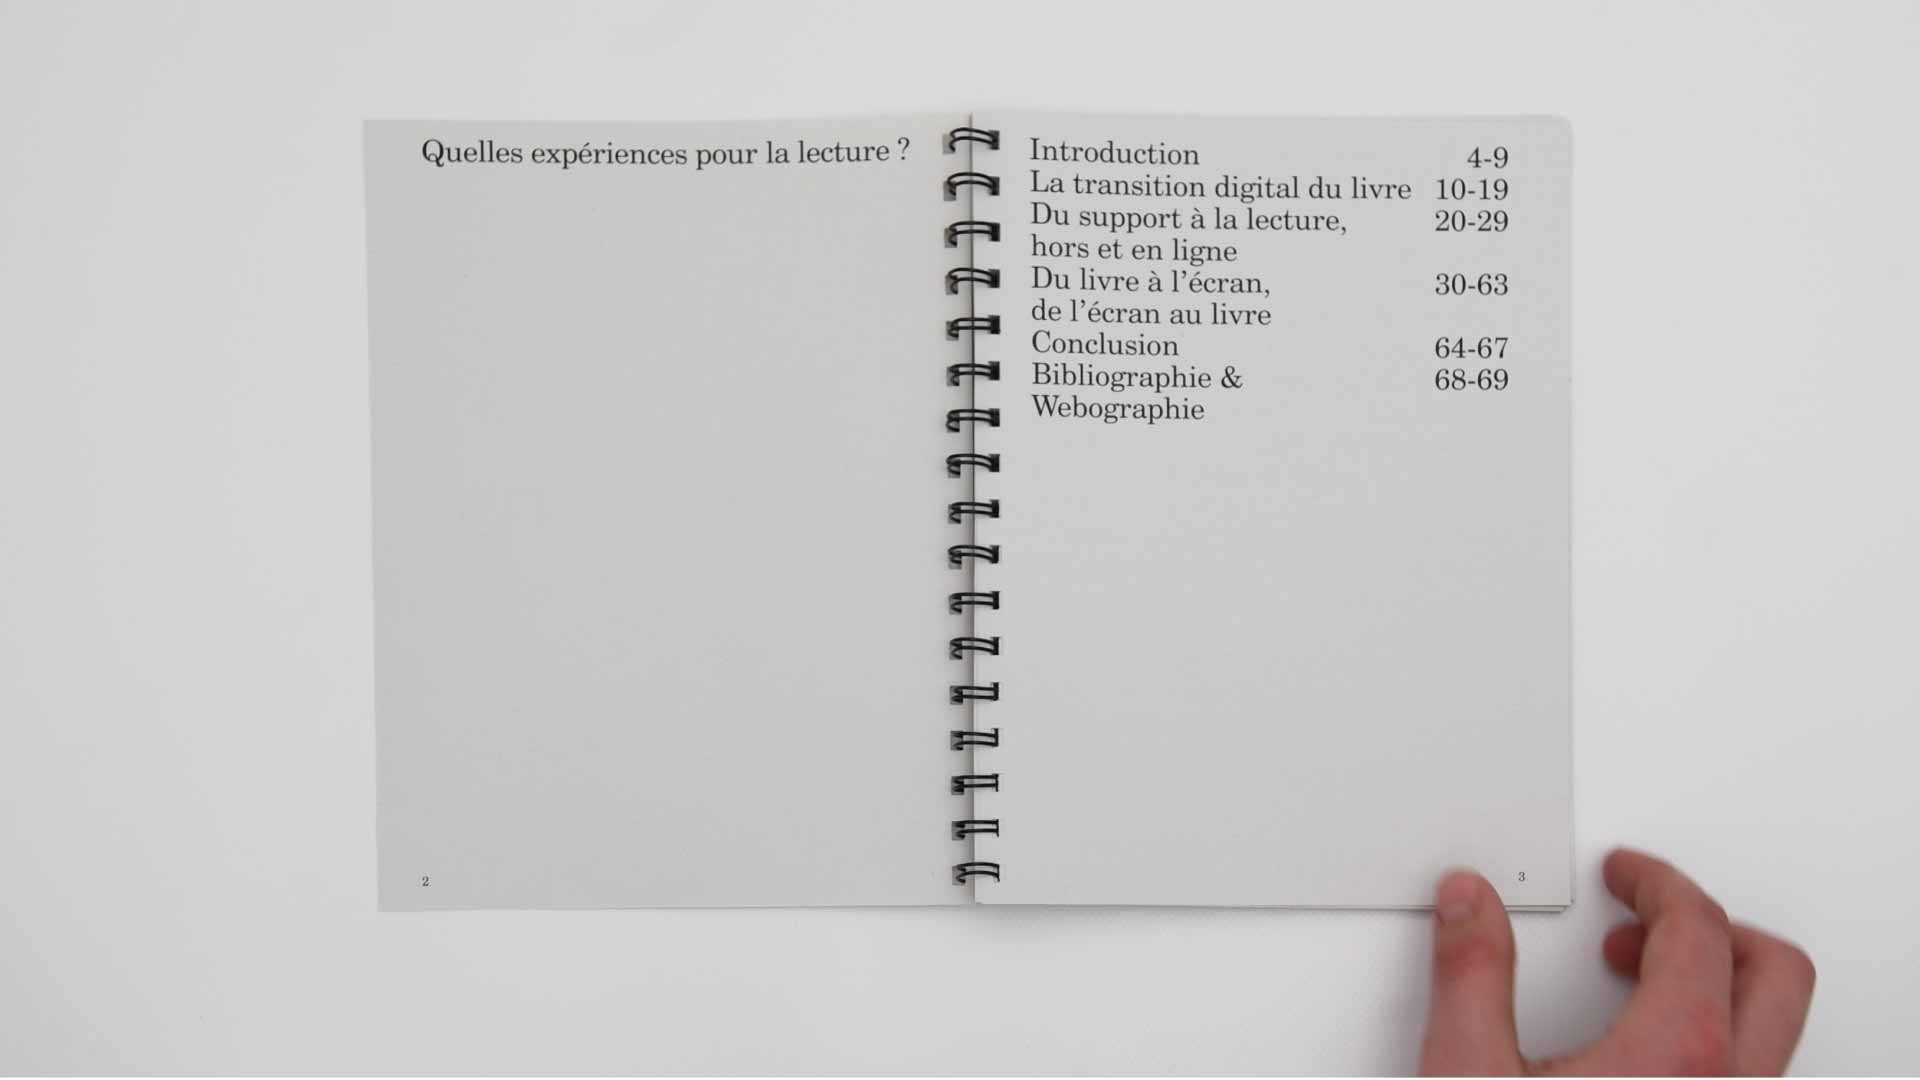 Quelles expériences pour la lecture ?
2
Introduction 4-9
La transition digital du livre 10-19
Du support à la lecture, 20-29
hors et en ligne
Du livre à l’écran, 30-63
de l’écran au livre
Conclusion 64-67
Bibliographie & 68-69
Webographie
3